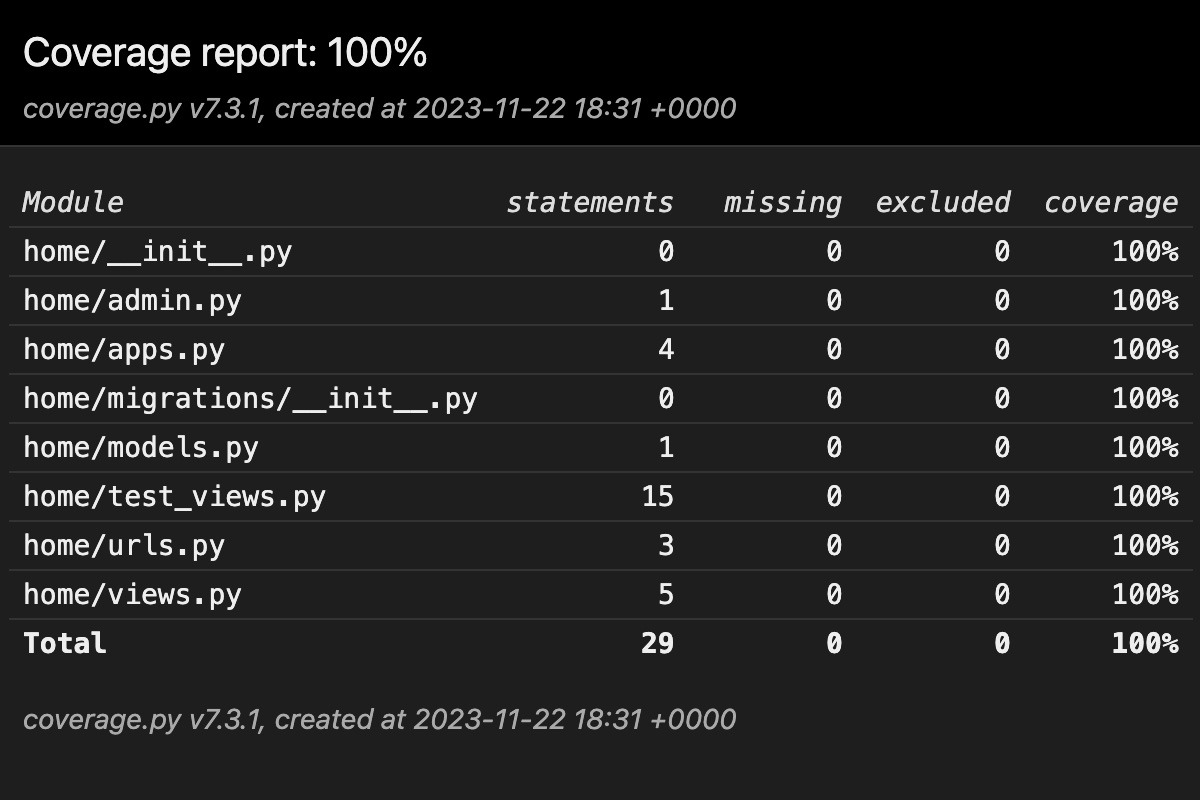 Coverage report: 100%
coverage.py v7.3.1, created at 2023-11-22 18:31 +0000
Module statements missing excluded coverage
home/__init__.py 0 0 0 100%
home/admin.py 1 0 0 100%
home/apps.py 4 0 0 100%
home/migrations/__init__.py 0 0 0 100%
home/models.py 1 0 0 100%
home/test_views.py 15 0 0 100%
home/urls.py 3 0 0 100%
home/views.py 5 0 0 100%
Total 29 0 0 100%
coverage.py v7.3.1, created at 2023-11-22 18:31 +0000